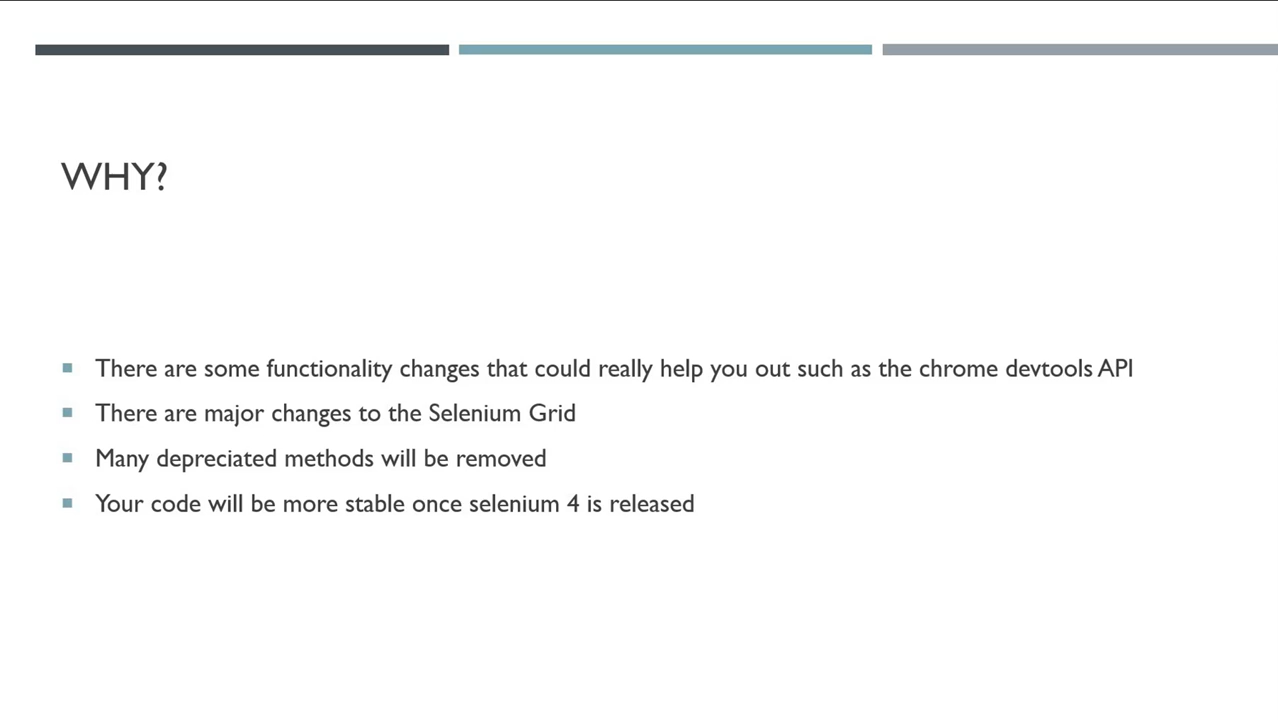 WHY?
There are some functionality changes that could really help you out such as the chrome devtools API
There are major changes to the Selenium Grid
Many depreciated methods will be removed
Your code will be more stable once selenium 4 is released